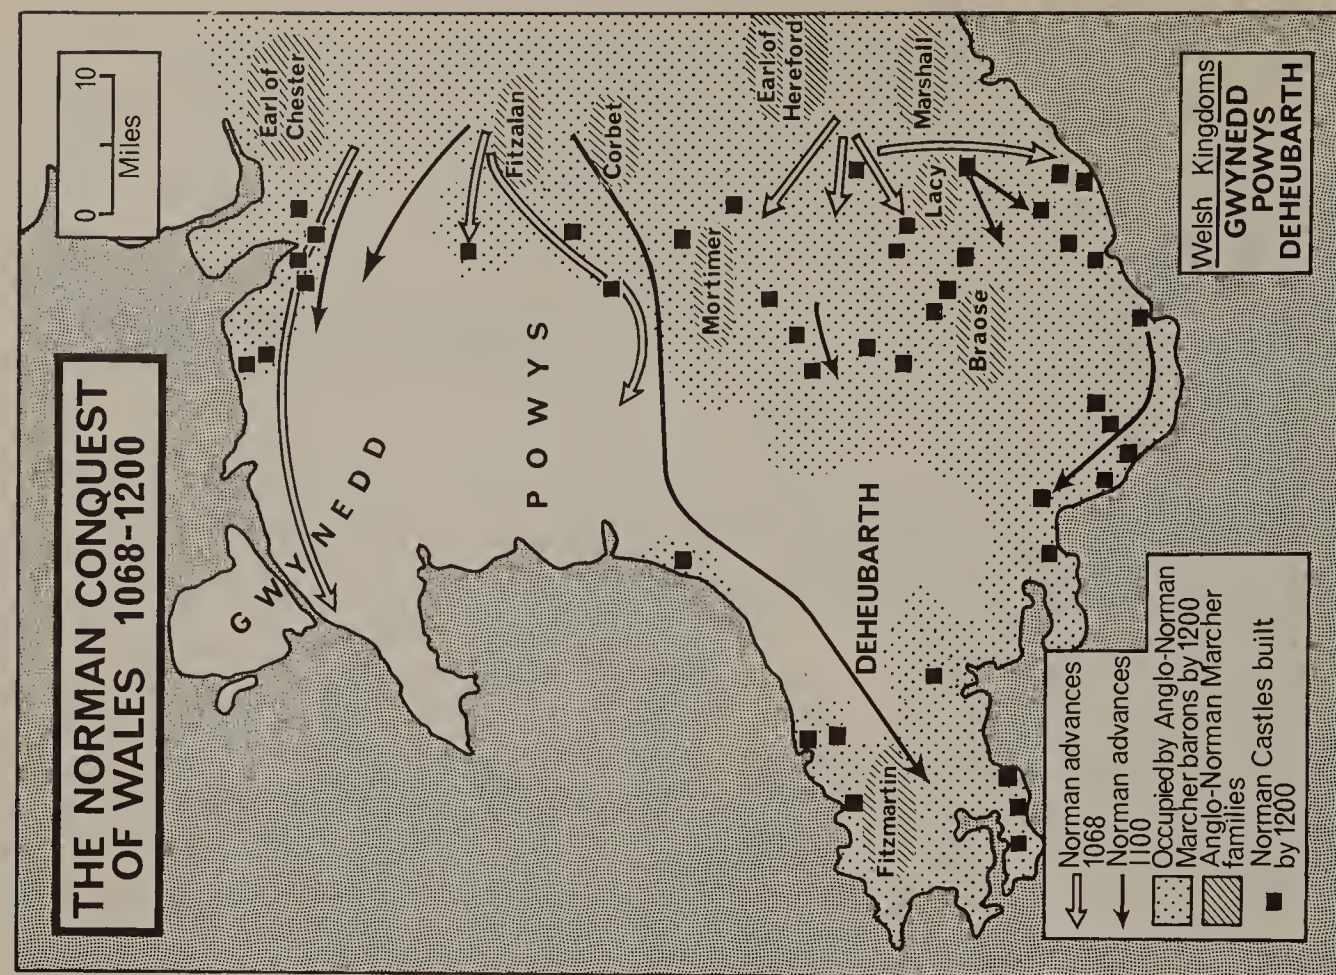 THE NORMAN CONQUEST
OF WALES 1068-1200
0 10
Miles
Earl of
Chester
Fitzalan
Corbet
Earl of
Hereford
Marshall
Lacy
Mortimer
Braose
Fitzmartin
GWYNEDD
POWYS
DEHEUBARTH
Welsh Kingdoms
GWYNEDD
POWYS
DEHEUBARTH
Norman advances
1068
Norman advances
1100
Occupied by Anglo-Norman
Marcher barons by 1200
Anglo-Norman Marcher
families
Norman Castles built
by 1200